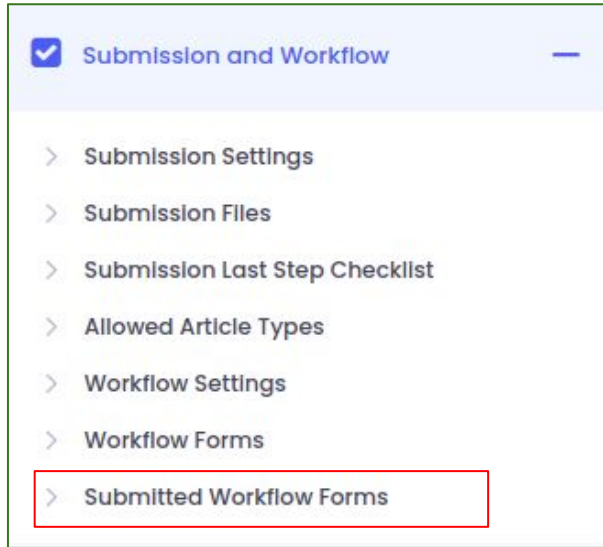 Submission and Workflow
Submission Settings
Submission Files
Submission Last Step Checklist
Allowed Article Types
Workflow Settings
Workflow Forms
Submitted Workflow Forms